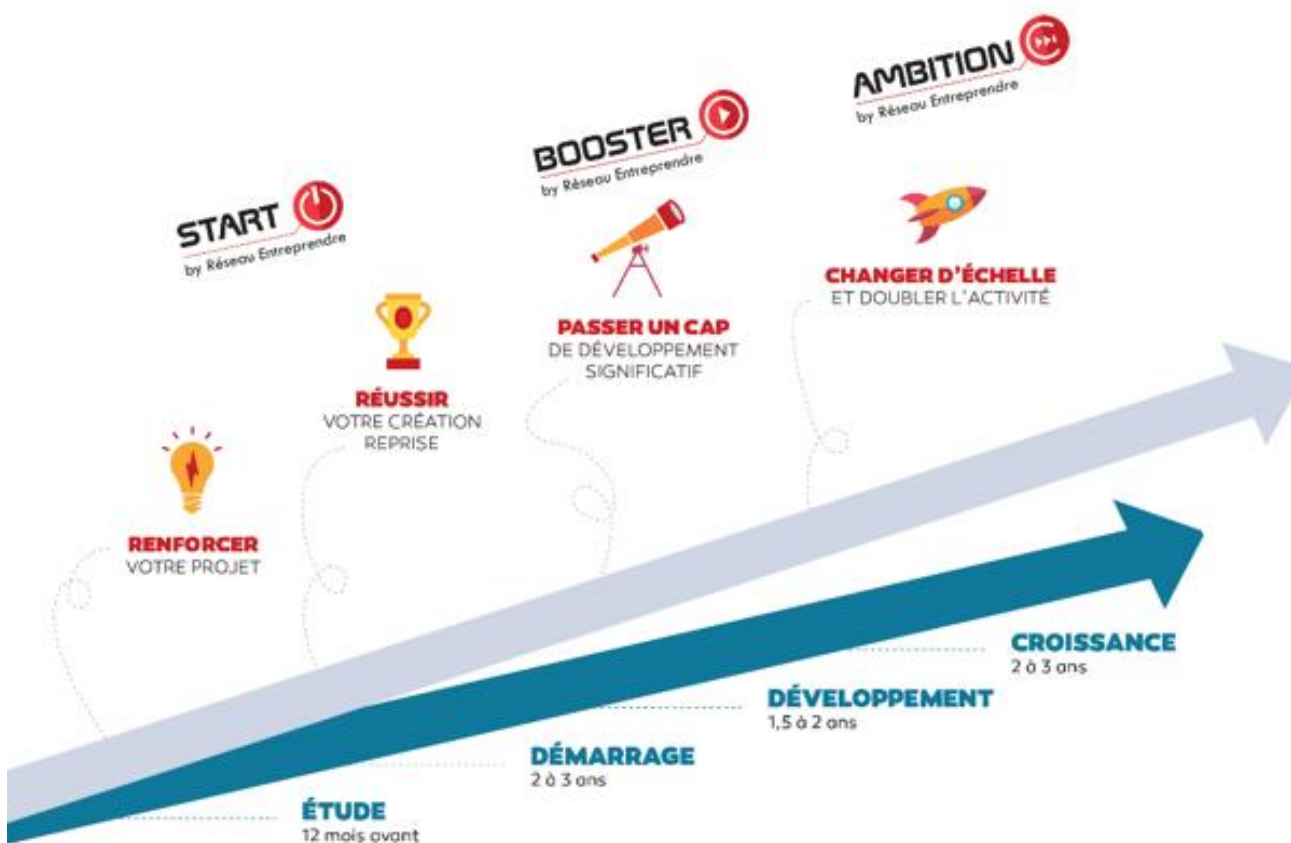 START
by Réseau Entreprendre
BOOSTER
by Réseau Entreprendre
AMBITION
by Réseau Entreprendre
RENFORCER
VOTRE PROJET
RÉUSSIR
VOTRE CRÉATION
REPRISE
PASSER UN CAP
DE DÉVELOPPEMENT
SIGNIFICATIF
CHANGER D'ÉCHELLE
ET DOUBLER L'ACTIVITÉ
ÉTUDE
12 mois avant
DÉMARRAGE
2 à 3 ans
DÉVELOPPEMENT
1,5 à 2 ans
CROISSANCE
2 à 3 ans